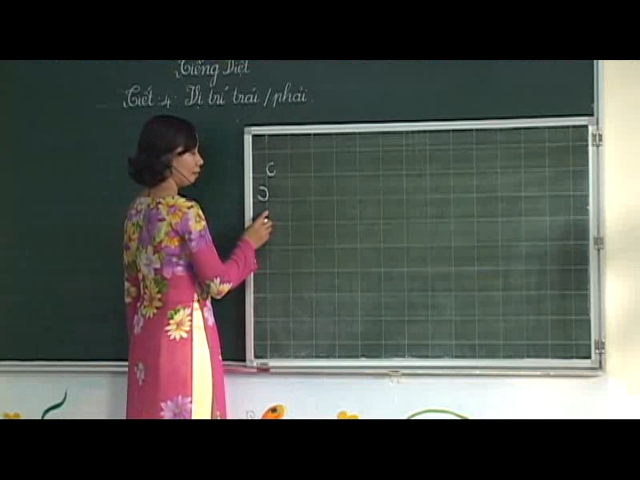 Tiếng Việt
Tiết : 4 : Vị trí trái / phải
c
ɔ